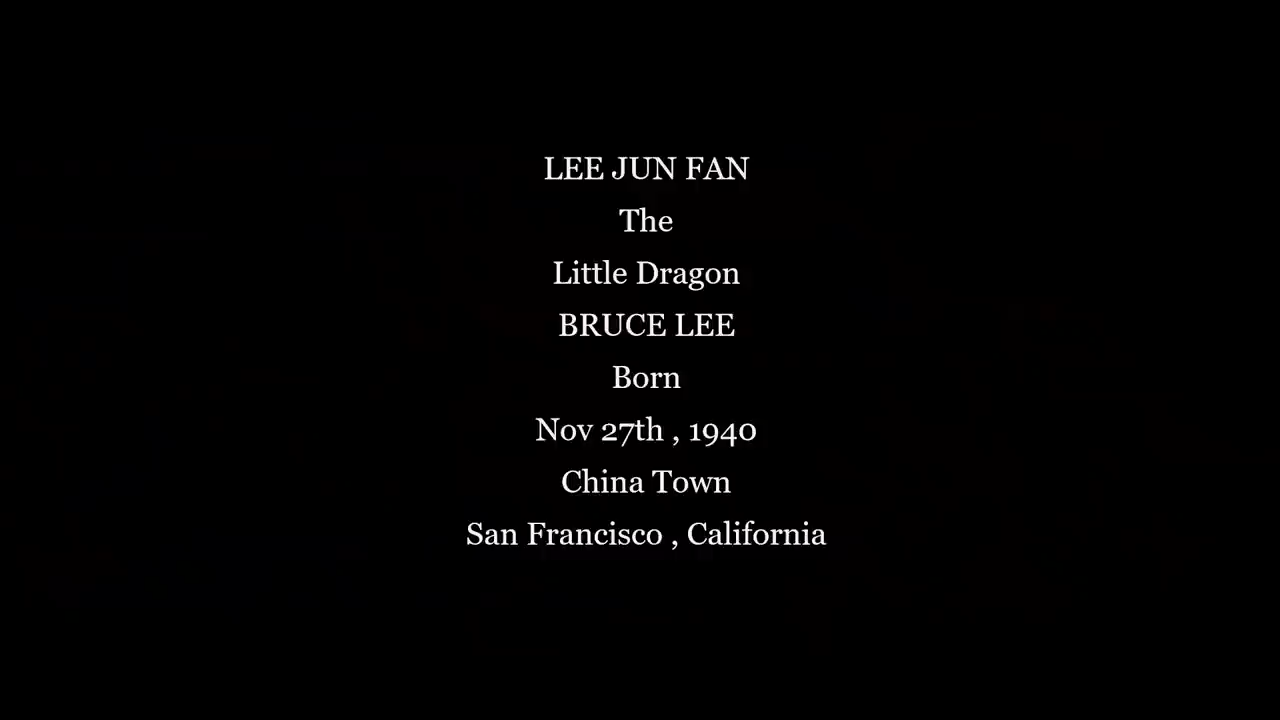 LEE JUN FAN
The
Little Dragon
BRUCE LEE
Born
Nov 27th , 1940
China Town
San Francisco , California